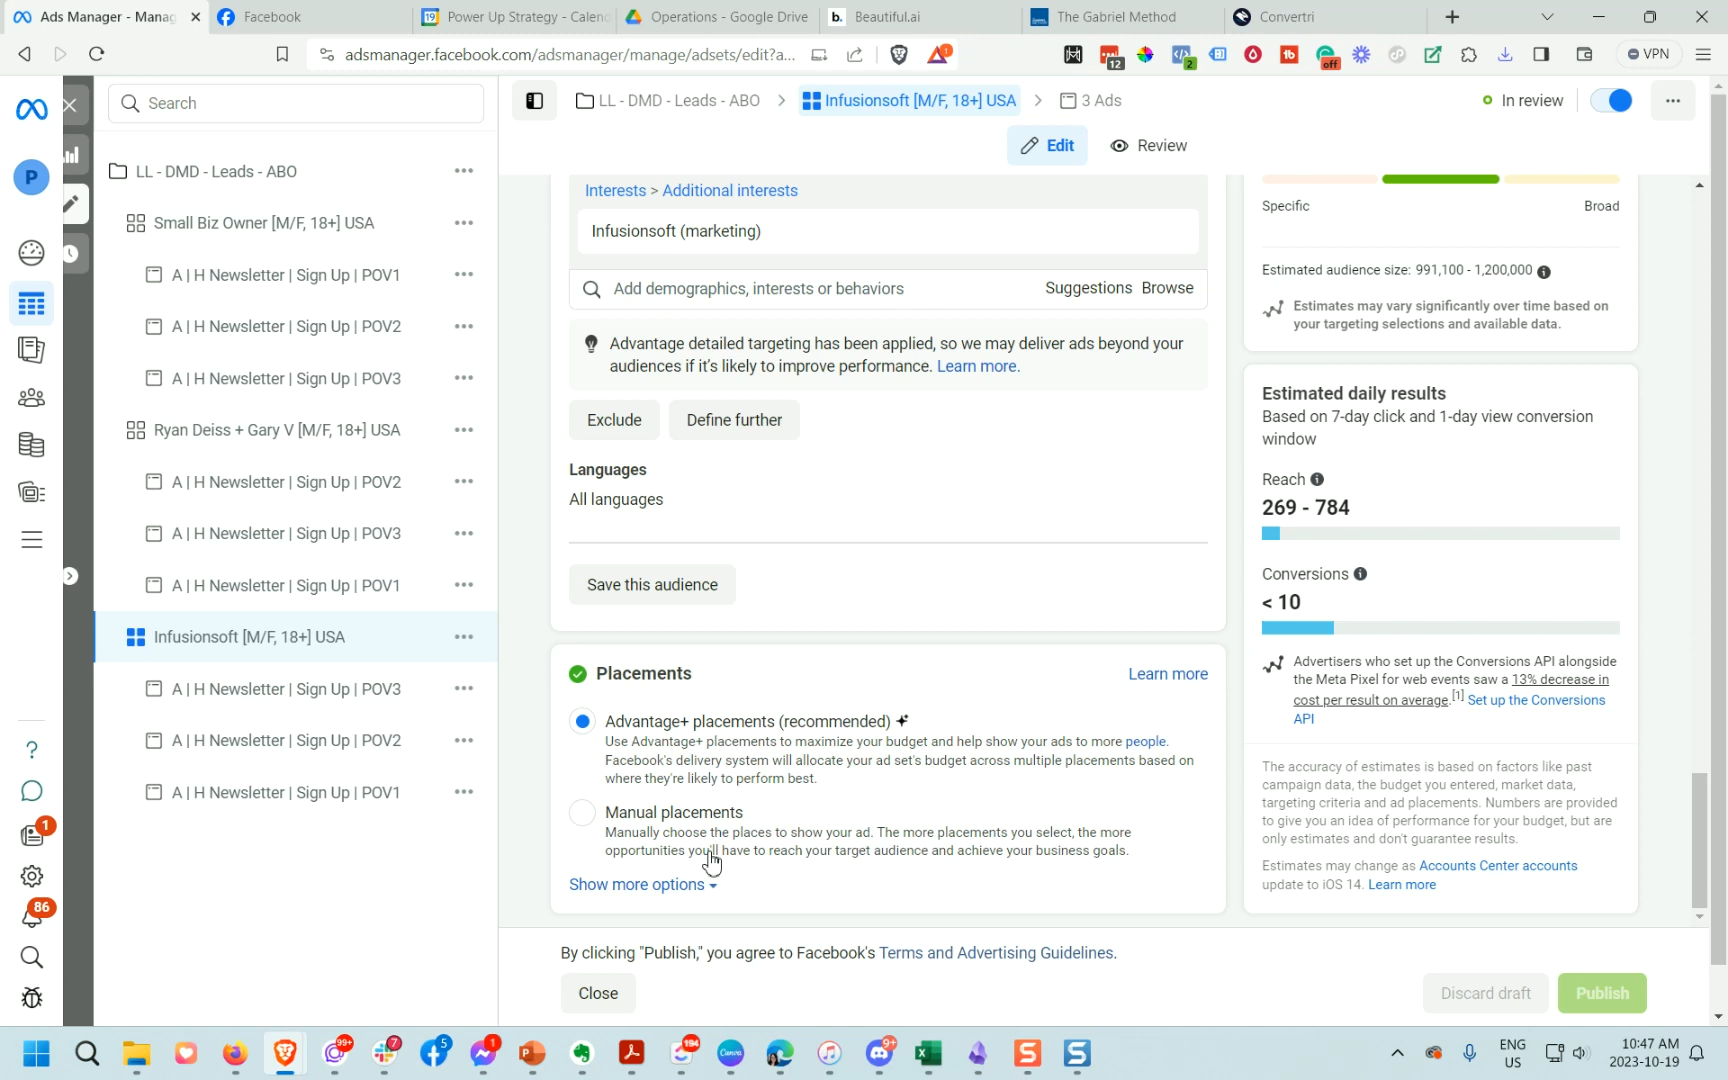 Ads Manager - Manag
Facebook
Power Up Strategy - Calend
Operations - Google Drive
b. Beautiful.ai
The Gabriel Method
Convertri
adsmanager.facebook.com/adsmanager/manage/adsets/edit?a...
1
12
2
tb
off
VPN
Search
LL - DMD - Leads - ABO > Infusionsoft [M/F, 18+] USA > 3 Ads
In review
Edit
Review
P
LL - DMD - Leads - ABO
Small Biz Owner [M/F, 18+] USA
A | H Newsletter | Sign Up | POV1
A | H Newsletter | Sign Up | POV2
A | H Newsletter | Sign Up | POV3
Ryan Deiss + Gary V [M/F, 18+] USA
A | H Newsletter | Sign Up | POV2
A | H Newsletter | Sign Up | POV3
A | H Newsletter | Sign Up | POV1
Infusionsoft [M/F, 18+] USA
A | H Newsletter | Sign Up | POV3
A | H Newsletter | Sign Up | POV2
A | H Newsletter | Sign Up | POV1
1
86
Interests > Additional interests
Infusionsoft (marketing)
Add demographics, interests or behaviors
Suggestions Browse
Advantage detailed targeting has been applied, so we may deliver ads beyond your
audiences if it's likely to improve performance. Learn more.
Exclude
Define further
Languages
All languages
Save this audience
Placements
Learn more
Advantage+ placements (recommended)
Use Advantage+ placements to maximize your budget and help show your ads to more people.
Facebook's delivery system will allocate your ad set's budget across multiple placements based on
where they're likely to perform best.
Manual placements
Manually choose the places to show your ad. The more placements you select, the more
opportunities you'll have to reach your target audience and achieve your business goals.
Show more options
Specific
Broad
Estimated audience size: 991,100 - 1,200,000
Estimates may vary significantly over time based on
your targeting selections and available data.
Estimated daily results
Based on 7-day click and 1-day view conversion
window
Reach
269 - 784
Conversions
< 10
Advertisers who set up the Conversions API alongside
the Meta Pixel for web events saw a 13% decrease in
cost per result on average.[1] Set up the Conversions
API
The accuracy of estimates is based on factors like past
campaign data, the budget you entered, market data,
targeting criteria and ad placements. Numbers are provided
to give you an idea of performance for your budget, but are
only estimates and don't guarantee results.
Estimates may change as Accounts Center accounts
update to iOS 14. Learn more
By clicking "Publish," you agree to Facebook's Terms and Advertising Guidelines.
Close
Discard draft
Publish
99+
7
5
1
194
Canva
9+
ENG
US
10:47 AM
2023-10-19